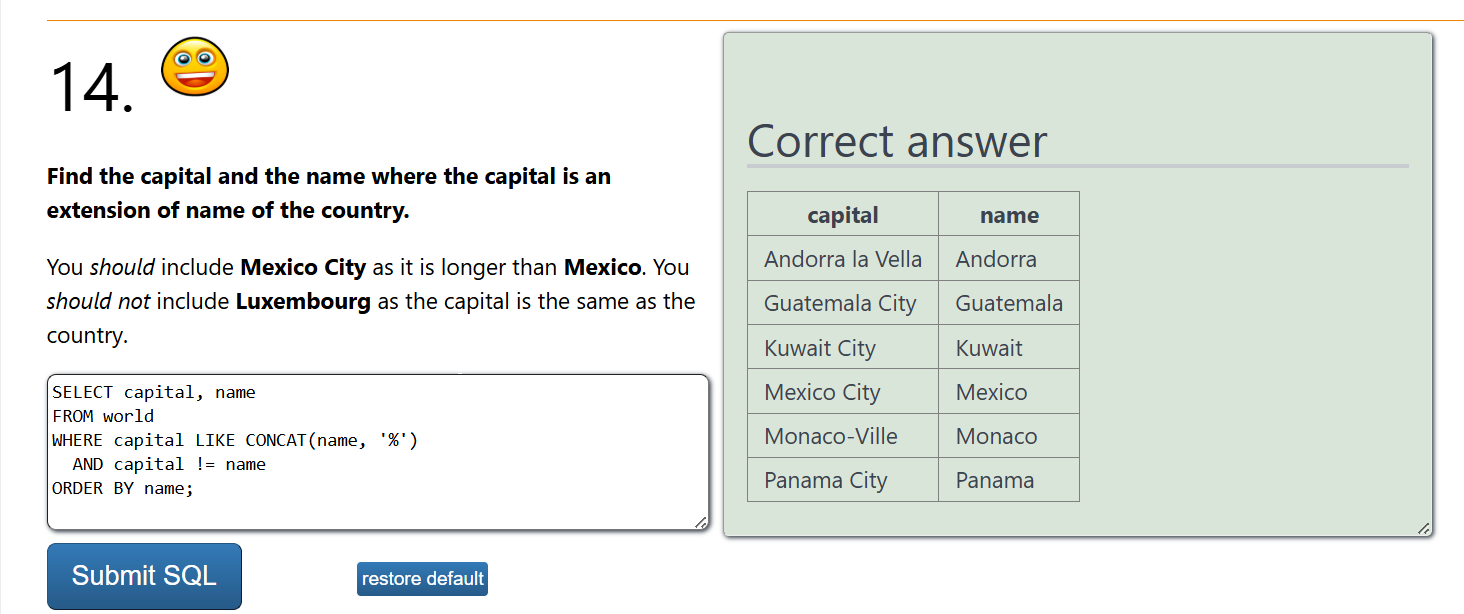 14.
Find the capital and the name where the capital is an
extension of name of the country.
You should include Mexico City as it is longer than Mexico. You
should not include Luxembourg as the capital is the same as the
country.
SELECT capital, name
FROM world
WHERE capital LIKE CONCAT(name, '%')
  AND capital != name
ORDER BY name;
Submit SQL
restore default
Correct answer
capital name
Andorra la Vella Andorra
Guatemala City Guatemala
Kuwait City Kuwait
Mexico City Mexico
Monaco-Ville Monaco
Panama City Panama